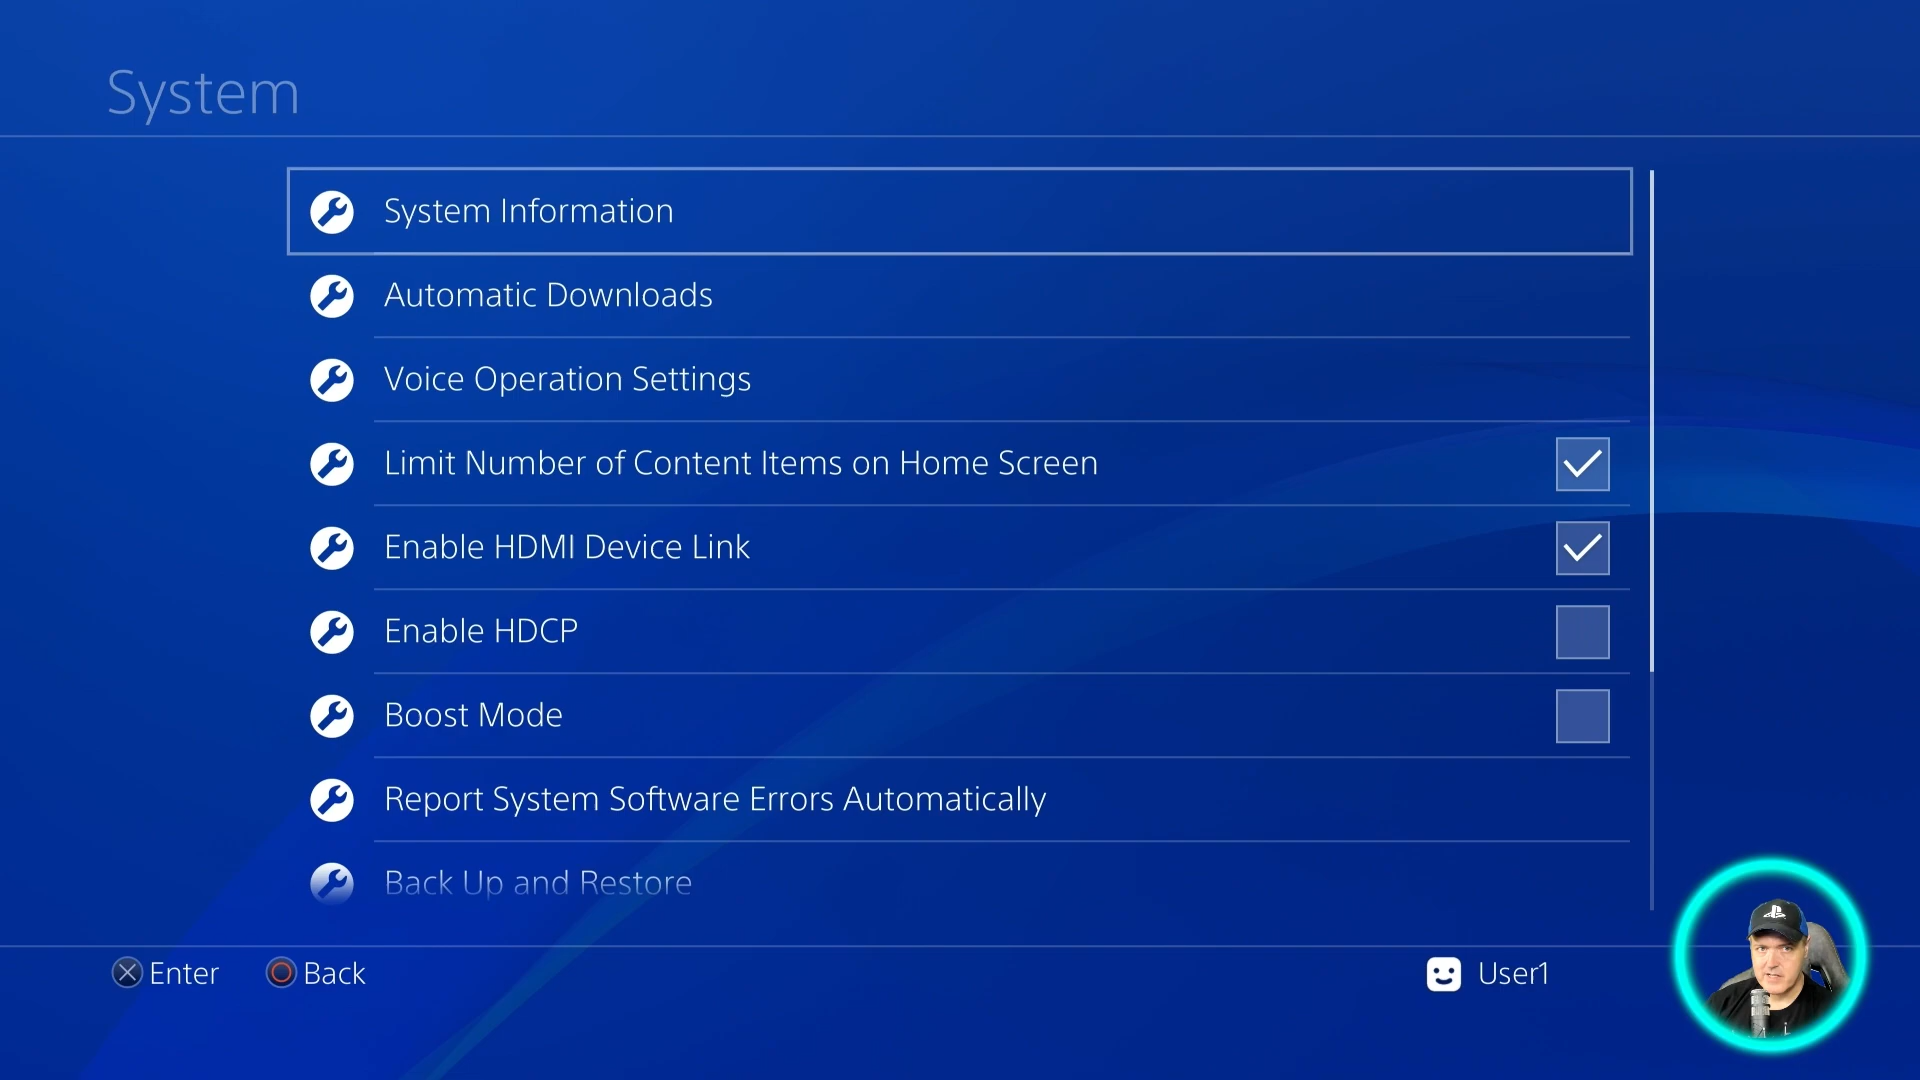 System
System Information
Automatic Downloads
Voice Operation Settings
Limit Number of Content Items on Home Screen
Enable HDMI Device Link
Enable HDCP
Boost Mode
Report System Software Errors Automatically
Back Up and Restore
Enter Back User1